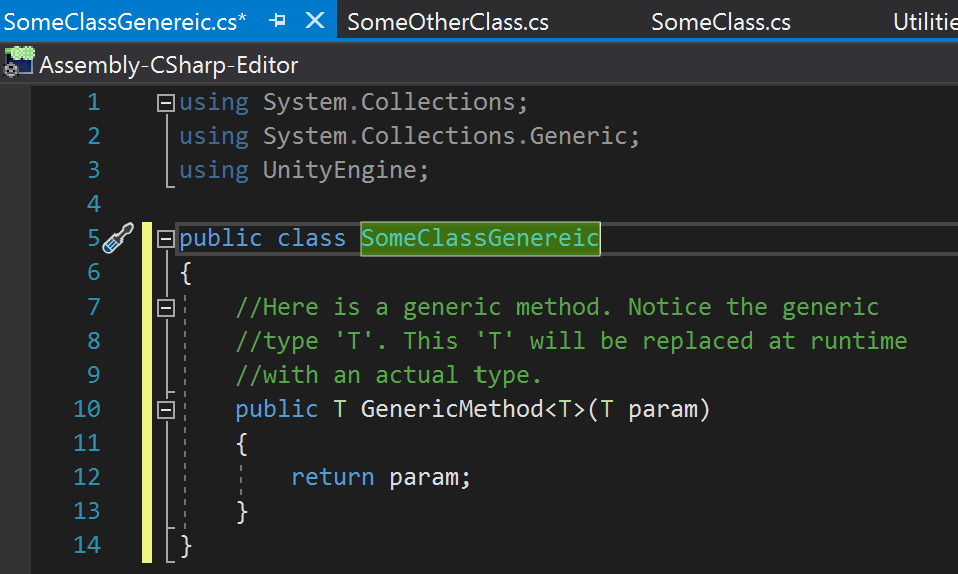 SomeClassGenereic.cs* SomeOtherClass.cs SomeClass.cs Utilitie
Assembly-CSharp-Editor
1 using System.Collections;
2 using System.Collections.Generic;
3 using UnityEngine;
4
5 public class SomeClassGenereic
6 {
7 //Here is a generic method. Notice the generic
8 //type 'T'. This 'T' will be replaced at runtime
9 //with an actual type.
10 public T GenericMethod<T>(T param)
11 {
12 return param;
13 }
14 }